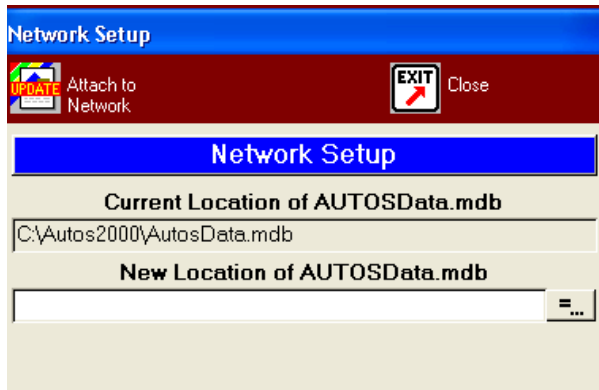 Network Setup
UPDATE Attach to
Network
EXIT Close
Network Setup
Current Location of AUTOSData.mdb
C:\Autos2000\AutosData.mdb
New Location of AUTOSData.mdb
=...